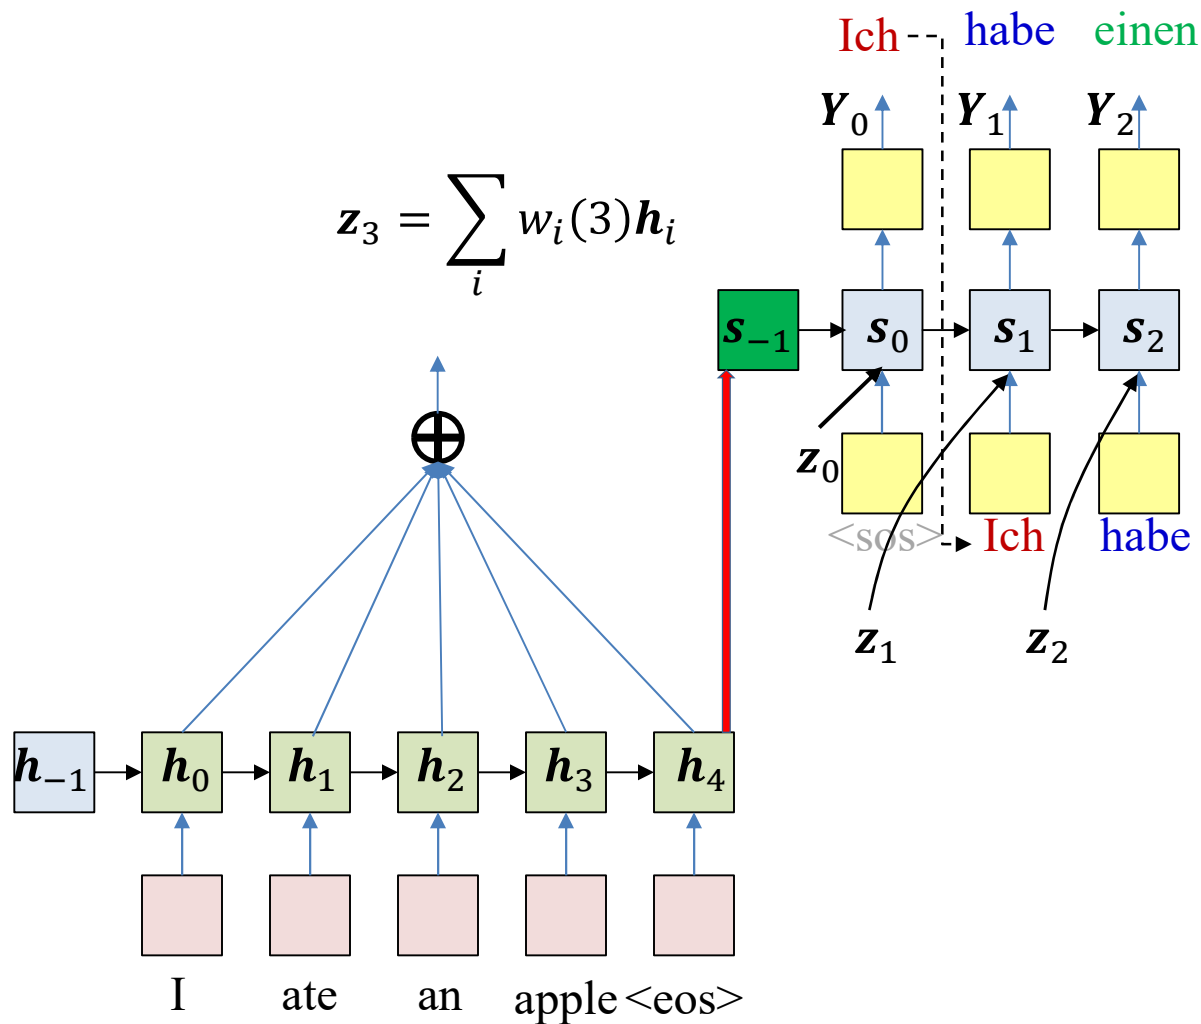 Ich habe einen
Y₀ Y₁ Y₂
z₃ = ∑ᵢ wᵢ(3)hᵢ
s₋₁ s₀ s₁ s₂
z₀
<sos> Ich habe
z₁ z₂
h₋₁ h₀ h₁ h₂ h₃ h₄
I ate an apple <eos>